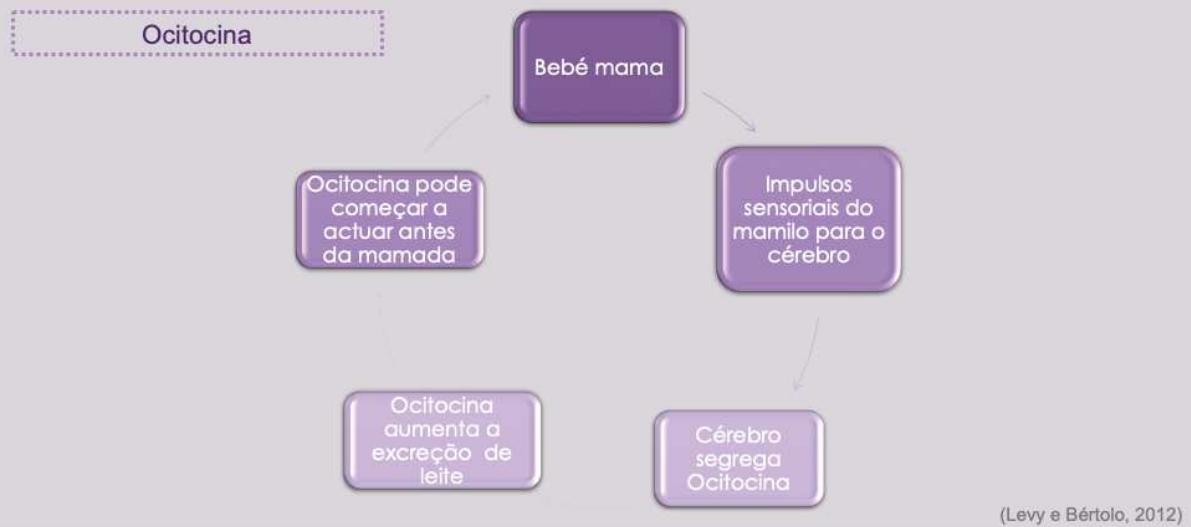 Ocitocina
Bebé mama
Impulsos
sensoriais do
mamilo para o
cérebro
Cérebro
segrega
Ocitocina
Ocitocina
aumenta a
excreção de
leite
Ocitocina pode
começar a
actuar antes
da mamada
(Levy e Bértolo, 2012)